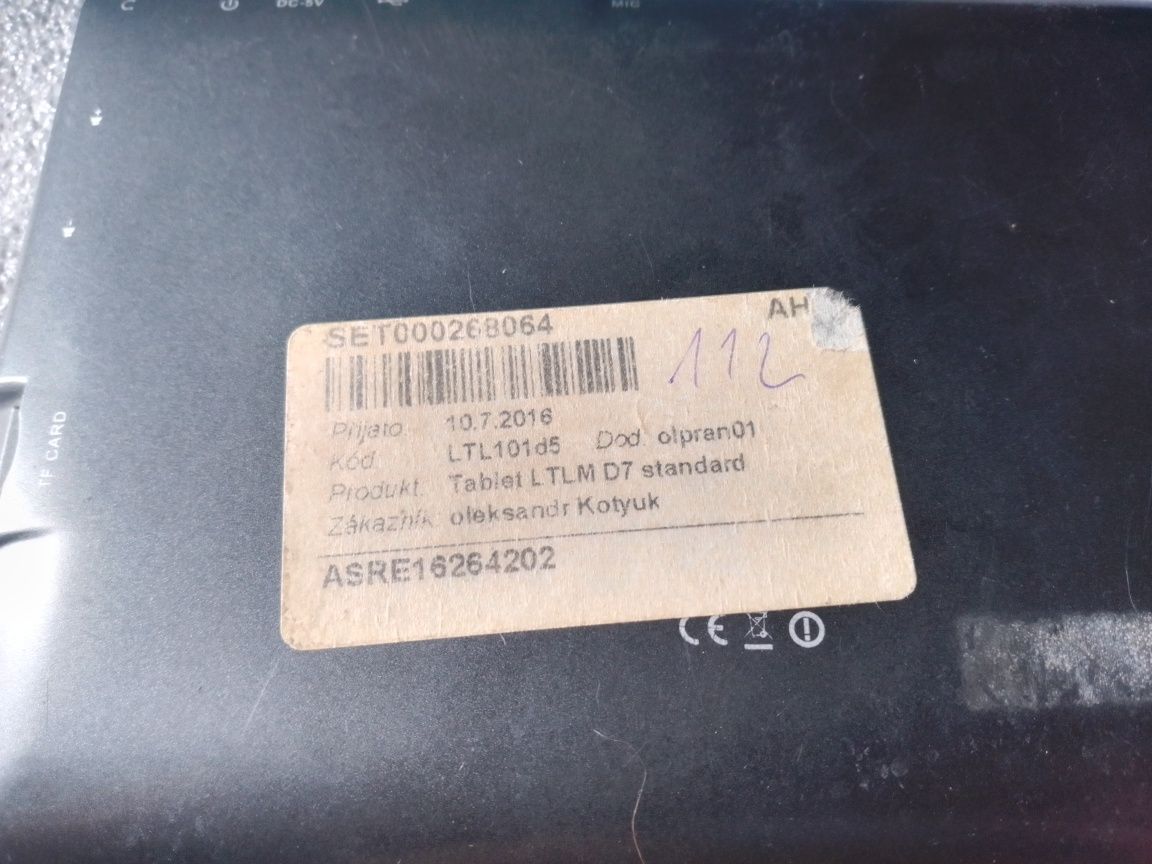 DC-5V
MIC
TF CARD
SET000268064 AH
112
Přijato: 10.7.2016
Kód: LTL101d5 Dod: olpran01
Produkt: Tablet LTLM D7 standard
Zákazník: oleksandr Kotyuk
ASRE16264202
CE